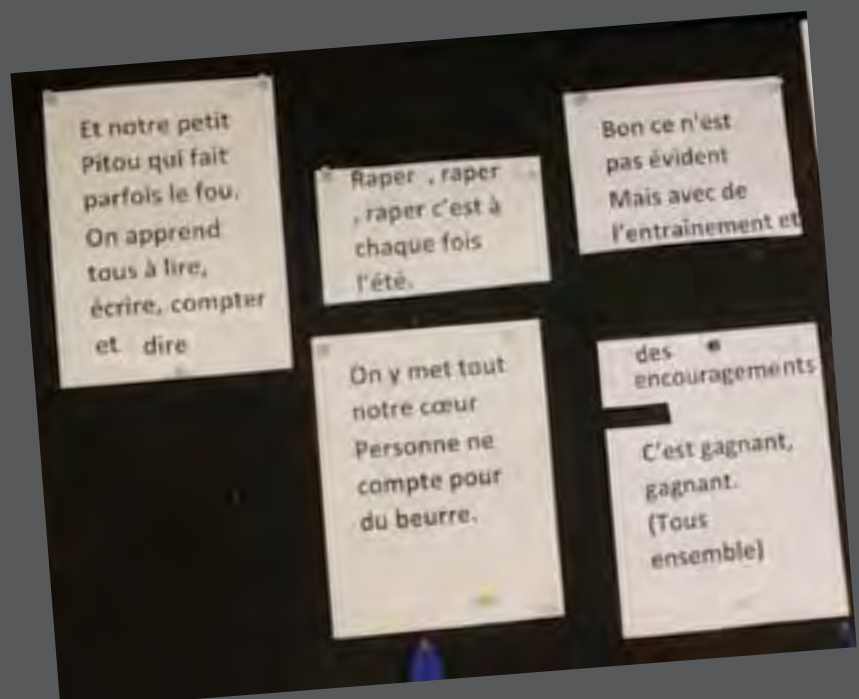 Et notre petit
Pitou qui fait
parfois le fou.
On apprend
tous à lire,
écrire, compter
et dire
Raper , raper
, raper c'est à
chaque fois
l'été.
On y met tout
notre cœur
Personne ne
compte pour
du beurre.
Bon ce n'est
pas évident
Mais avec de
l'entraînement et
des
encouragements
C'est gagnant,
gagnant.
(Tous
ensemble)